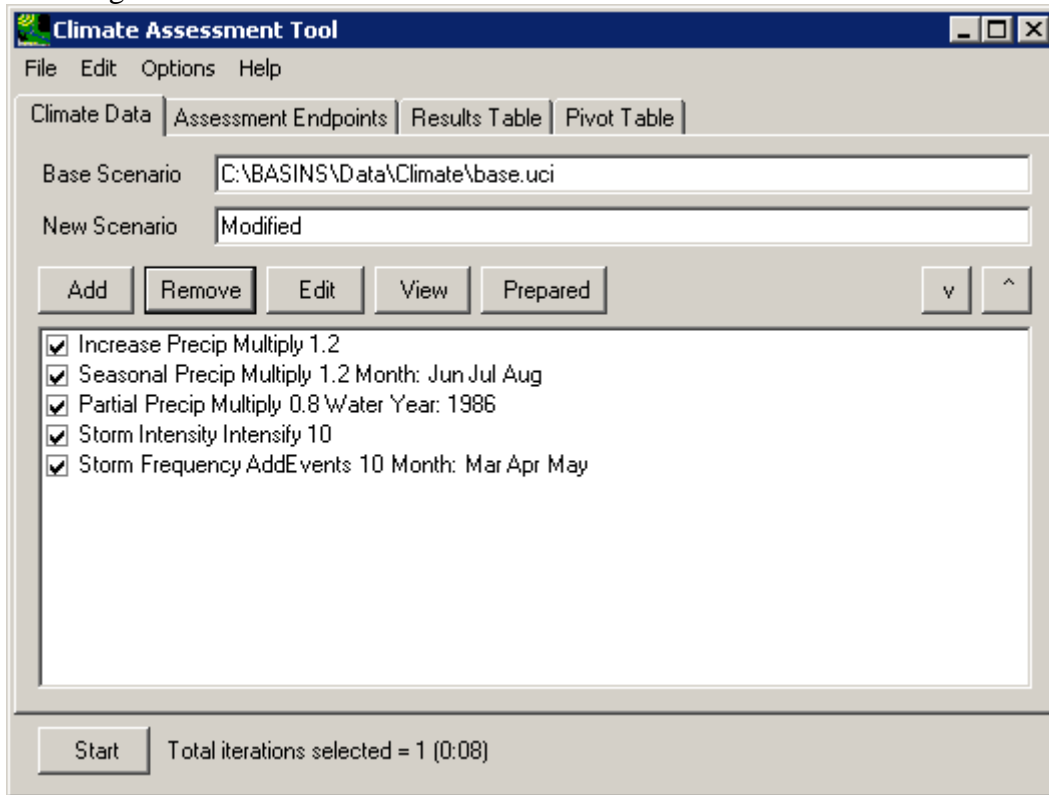 Climate Assessment Tool
File Edit Options Help
Climate Data Assessment Endpoints Results Table Pivot Table
Base Scenario C:\BASINS\Data\Climate\base.uci
New Scenario Modified
Add Remove Edit View Prepared v ^
Increase Precip Multiply 1.2
Seasonal Precip Multiply 1.2 Month: Jun Jul Aug
Partial Precip Multiply 0.8 Water Year: 1986
Storm Intensity Intensify 10
Storm Frequency AddEvents 10 Month: Mar Apr May
Start Total iterations selected = 1 (0:08)